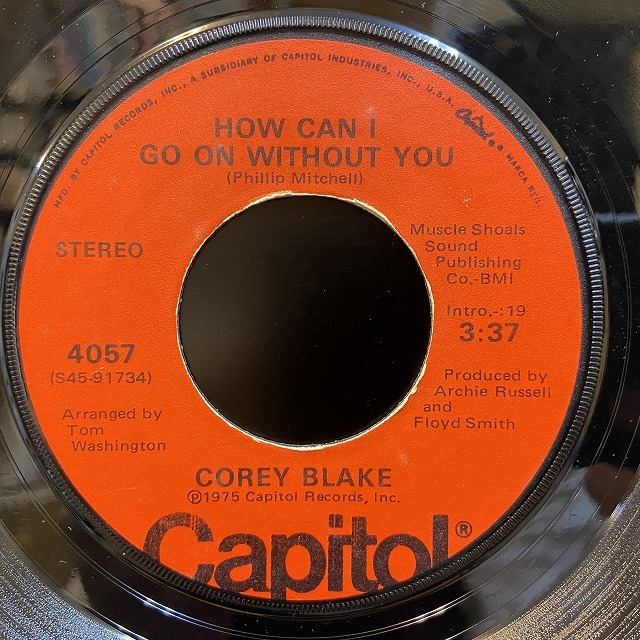 MFD. BY CAPITOL RECORDS, INC., A SUBSIDIARY OF CAPITOL INDUSTRIES, INC., U.S.A. Capitol ® MARCA REG.
HOW CAN I
GO ON WITHOUT YOU
(Phillip Mitchell)
STEREO
Muscle Shoals
Sound
Publishing
Co.-BMI
Intro.-:19
3:37
4057
(S45-91734)
Arranged by
Tom
Washington
Produced by
Archie Russell
and
Floyd Smith
COREY BLAKE
℗1975 Capitol Records, Inc.
Capitol®